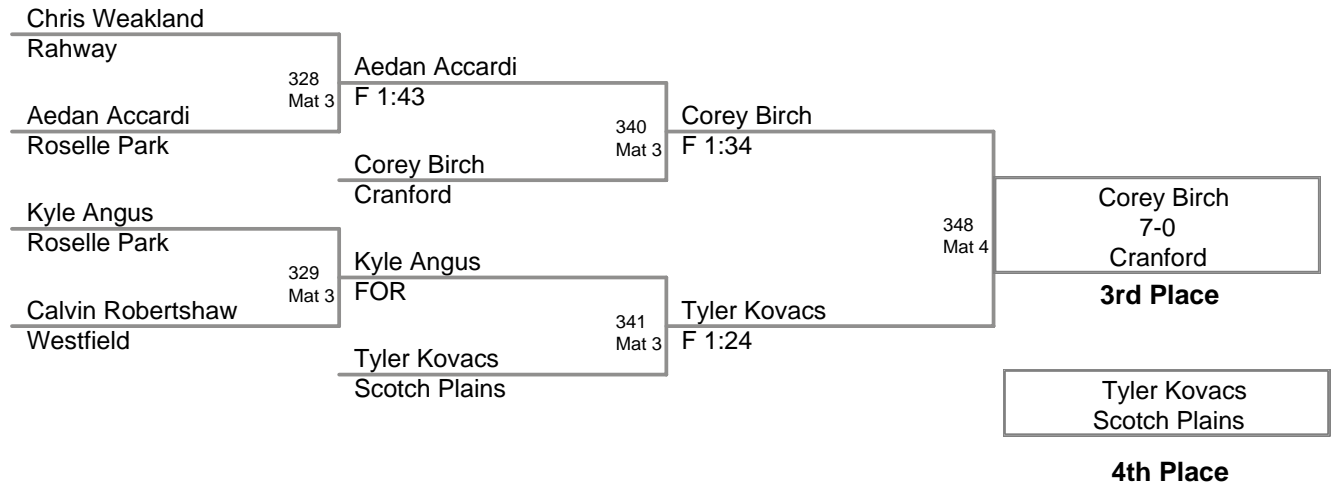 Chris Weakland
Rahway
328
Mat 3
Aedan Accardi
F 1:43
Aedan Accardi
Roselle Park
340
Mat 3
Corey Birch
F 1:34
Corey Birch
Cranford
Kyle Angus
Roselle Park
329
Mat 3
Kyle Angus
FOR
Calvin Robertshaw
Westfield
341
Mat 3
Tyler Kovacs
F 1:24
Tyler Kovacs
Scotch Plains
348
Mat 4
Corey Birch
7-0
Cranford
3rd Place
Tyler Kovacs
Scotch Plains
4th Place